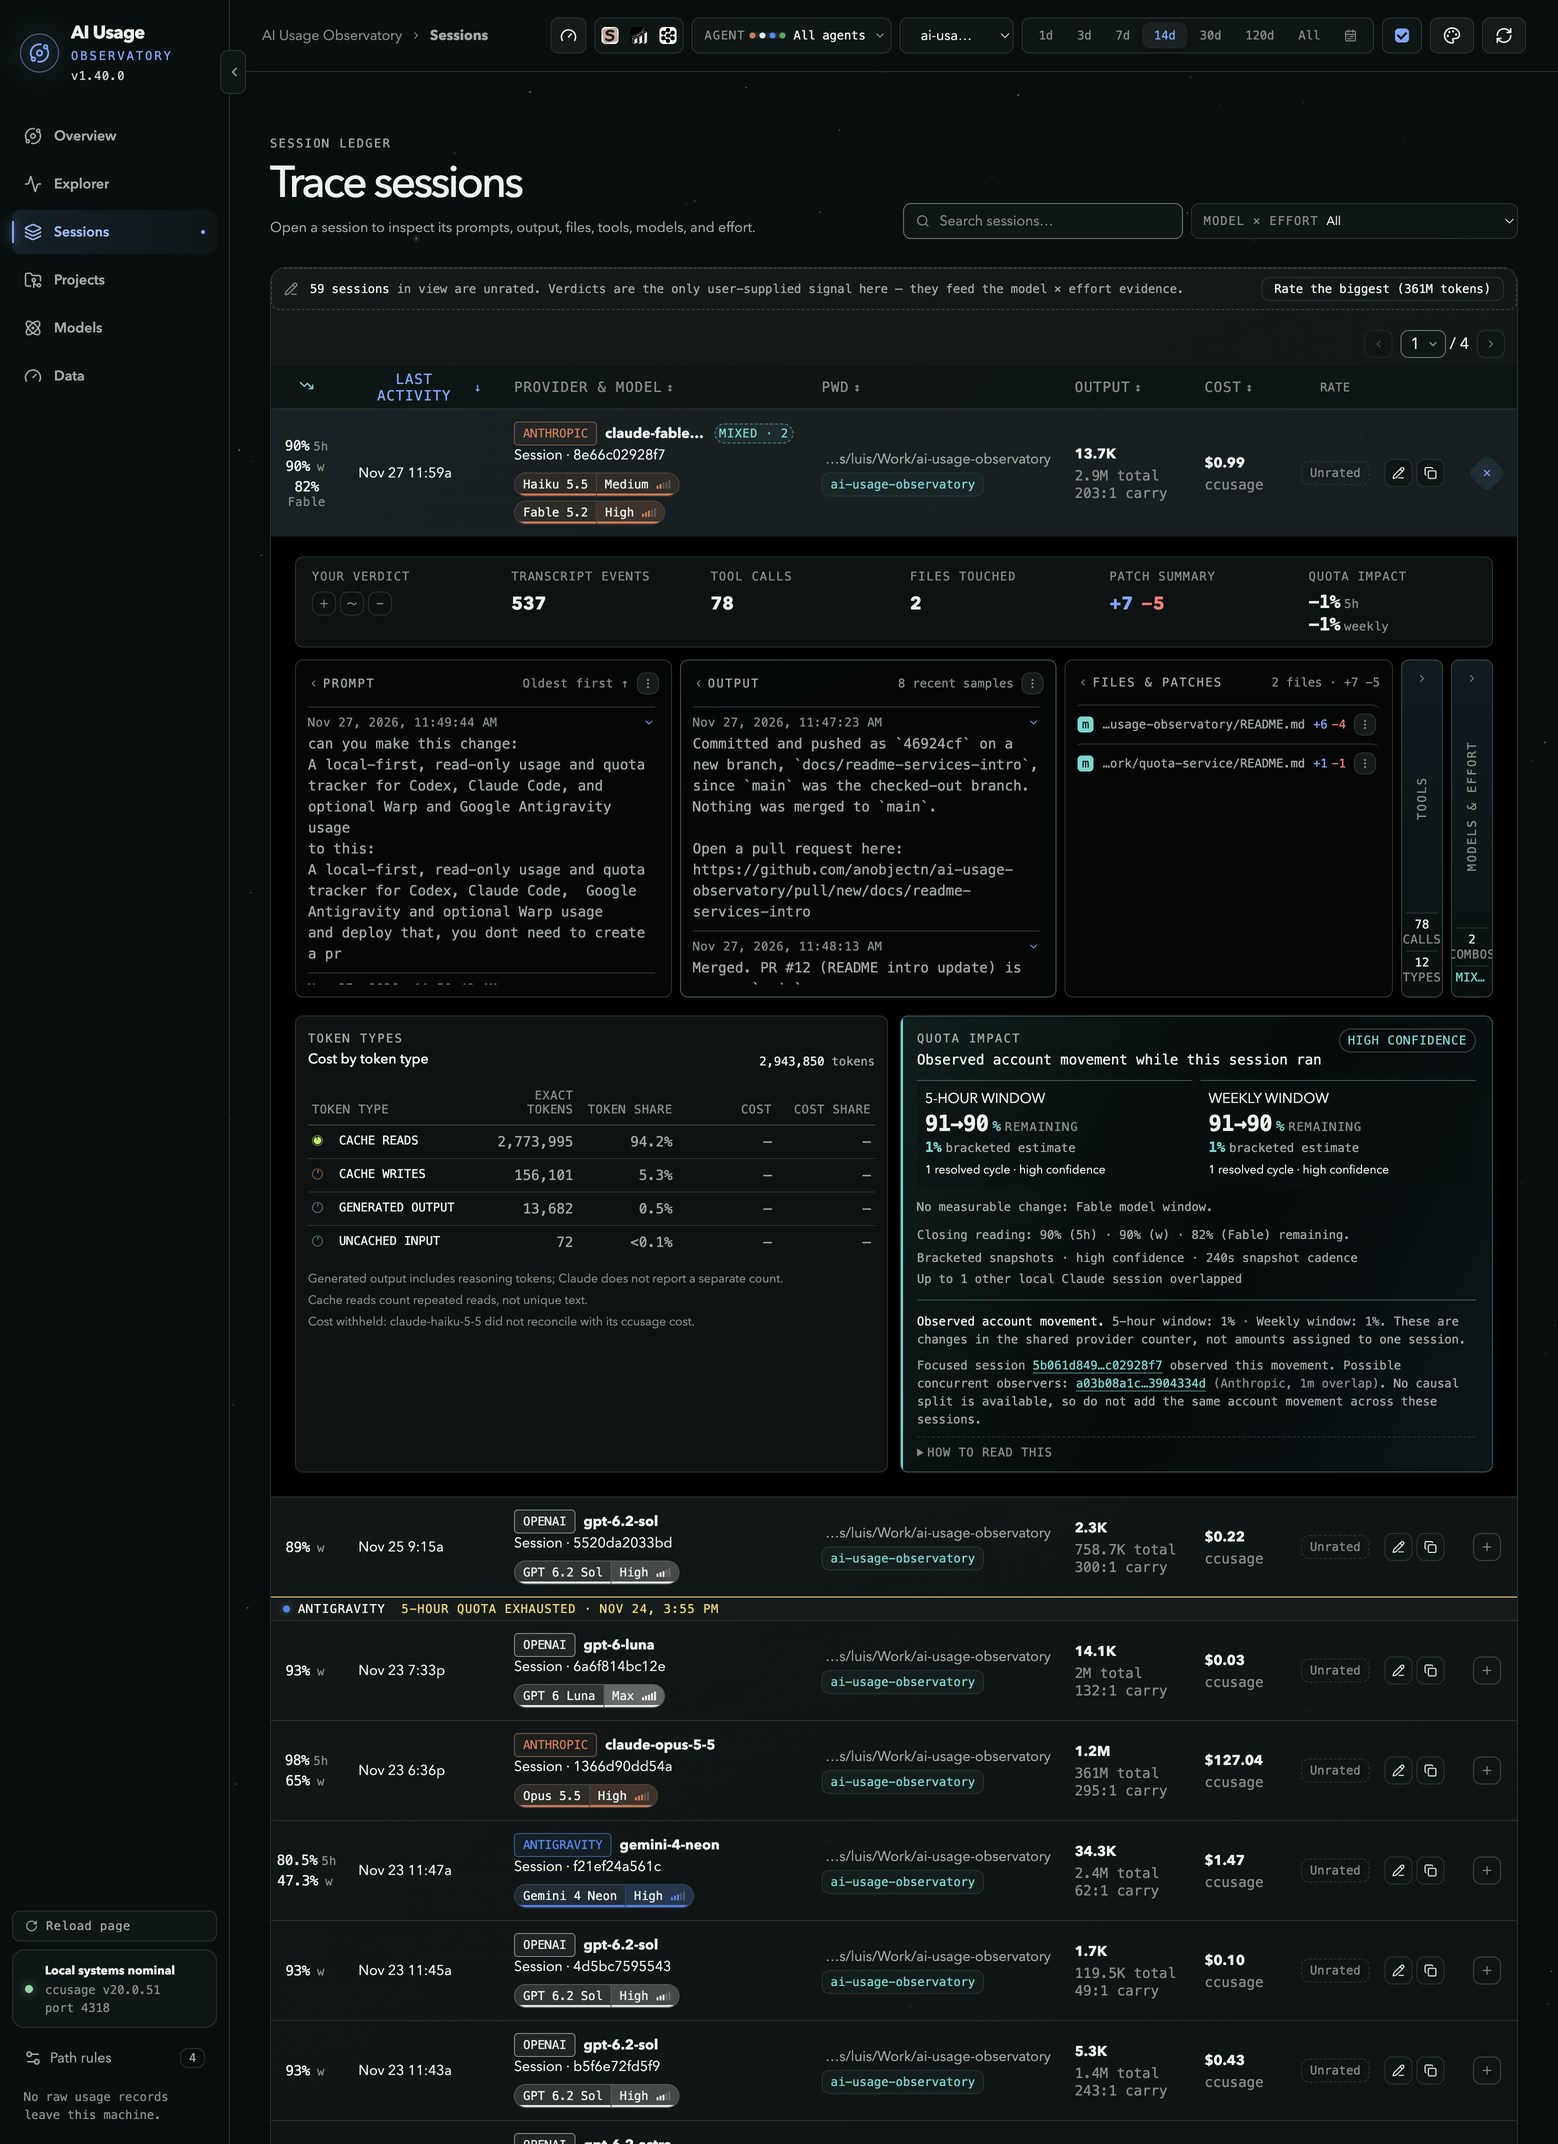 AI Usage
OBSERVATORY
v1.40.0
Overview
Explorer
Sessions
Projects
Models
Data
Reload page
Local systems nominal
ccusage v20.0.51
port 4318
Path rules 4
No raw usage records
leave this machine.
AI Usage Observatory > Sessions
AGENT All agents
ai-usa...
1d 3d 7d 14d 30d 120d All
SESSION LEDGER
Trace sessions
Open a session to inspect its prompts, output, files, tools, models, and effort.
Search sessions...
MODEL × EFFORT All
59 sessions in view are unrated. Verdicts are the only user-supplied signal here — they feed the model × effort evidence.
Rate the biggest (361M tokens)
1 / 4
LAST ACTIVITY ↓ PROVIDER & MODEL ↕ PWD ↕ OUTPUT ↕ COST ↕ RATE
90% 5h
90% w
82%
Fable
Nov 27 11:59a
ANTHROPIC claude-fable... MIXED · 2
Session · 8e66c02928f7
Haiku 5.5 Medium
Fable 5.2 High
...s/luis/Work/ai-usage-observatory
ai-usage-observatory
13.7K
2.9M total
203:1 carry
$0.99
ccusage
Unrated
YOUR VERDICT
+ ~ −
TRANSCRIPT EVENTS
537
TOOL CALLS
78
FILES TOUCHED
2
PATCH SUMMARY
+7 −5
QUOTA IMPACT
−1% 5h
−1% weekly
PROMPT Oldest first ↑
Nov 27, 2026, 11:49:44 AM
can you make this change:
A local-first, read-only usage and quota
tracker for Codex, Claude Code, and
optional Warp and Google Antigravity
usage
to this:
A local-first, read-only usage and quota
tracker for Codex, Claude Code,  Google
Antigravity and optional Warp usage
and deploy that, you dont need to create
a pr
OUTPUT 8 recent samples
Nov 27, 2026, 11:47:23 AM
Committed and pushed as `46924cf` on a
new branch, `docs/readme-services-intro`,
since `main` was the checked-out branch.
Nothing was merged to `main`.
Open a pull request here:
https://github.com/anobjectn/ai-usage-
observatory/pull/new/docs/readme-
services-intro
Nov 27, 2026, 11:48:13 AM
Merged. PR #12 (README intro update) is
FILES & PATCHES 2 files · +7 −5
m ...usage-observatory/README.md +6 −4
m ...ork/quota-service/README.md +1 −1
TOOLS
78
CALLS
12
TYPES
MODELS & EFFORT
2
COMBOS
MIX...
TOKEN TYPES
Cost by token type
2,943,850 tokens
TOKEN TYPE EXACT TOKENS TOKEN SHARE COST COST SHARE
CACHE READS 2,773,995 94.2% — —
CACHE WRITES 156,101 5.3% — —
GENERATED OUTPUT 13,682 0.5% — —
UNCACHED INPUT 72 <0.1% — —
Generated output includes reasoning tokens; Claude does not report a separate count.
Cache reads count repeated reads, not unique text.
Cost withheld: claude-haiku-5-5 did not reconcile with its ccusage cost.
QUOTA IMPACT
HIGH CONFIDENCE
Observed account movement while this session ran
5-HOUR WINDOW
91→90 % REMAINING
1% bracketed estimate
1 resolved cycle · high confidence
WEEKLY WINDOW
91→90 % REMAINING
1% bracketed estimate
1 resolved cycle · high confidence
No measurable change: Fable model window.
Closing reading: 90% (5h) · 90% (w) · 82% (Fable) remaining.
Bracketed snapshots · high confidence · 240s snapshot cadence
Up to 1 other local Claude session overlapped
Observed account movement. 5-hour window: 1% · Weekly window: 1%. These are
changes in the shared provider counter, not amounts assigned to one session.
Focused session 5b061d849...c02928f7 observed this movement. Possible
concurrent observers: a03b08a1c...3904334d (Anthropic, 1m overlap). No causal
split is available, so do not add the same account movement across these
sessions.
▶ HOW TO READ THIS
89% w
Nov 25 9:15a
OPENAI gpt-6.2-sol
Session · 5520da2033bd
GPT 6.2 Sol High
...s/luis/Work/ai-usage-observatory
ai-usage-observatory
2.3K
758.7K total
300:1 carry
$0.22
ccusage
Unrated
ANTIGRAVITY 5-HOUR QUOTA EXHAUSTED · NOV 24, 3:55 PM
93% w
Nov 23 7:33p
OPENAI gpt-6-luna
Session · 6a6f814bc12e
GPT 6 Luna Max
...s/luis/Work/ai-usage-observatory
ai-usage-observatory
14.1K
2M total
132:1 carry
$0.03
ccusage
Unrated
98% 5h
65% w
Nov 23 6:36p
ANTHROPIC claude-opus-5-5
Session · 1366d90dd54a
Opus 5.5 High
...s/luis/Work/ai-usage-observatory
ai-usage-observatory
1.2M
361M total
295:1 carry
$127.04
ccusage
Unrated
80.5% 5h
47.3% w
Nov 23 11:47a
ANTIGRAVITY gemini-4-neon
Session · f21ef24a561c
Gemini 4 Neon High
...s/luis/Work/ai-usage-observatory
ai-usage-observatory
34.3K
2.4M total
62:1 carry
$1.47
ccusage
Unrated
93% w
Nov 23 11:45a
OPENAI gpt-6.2-sol
Session · 4d5bc7595543
GPT 6.2 Sol High
...s/luis/Work/ai-usage-observatory
ai-usage-observatory
1.7K
119.5K total
49:1 carry
$0.10
ccusage
Unrated
93% w
Nov 23 11:43a
OPENAI gpt-6.2-sol
Session · b5f6e72fd5f9
GPT 6.2 Sol High
...s/luis/Work/ai-usage-observatory
ai-usage-observatory
5.3K
1.4M total
243:1 carry
$0.43
ccusage
Unrated